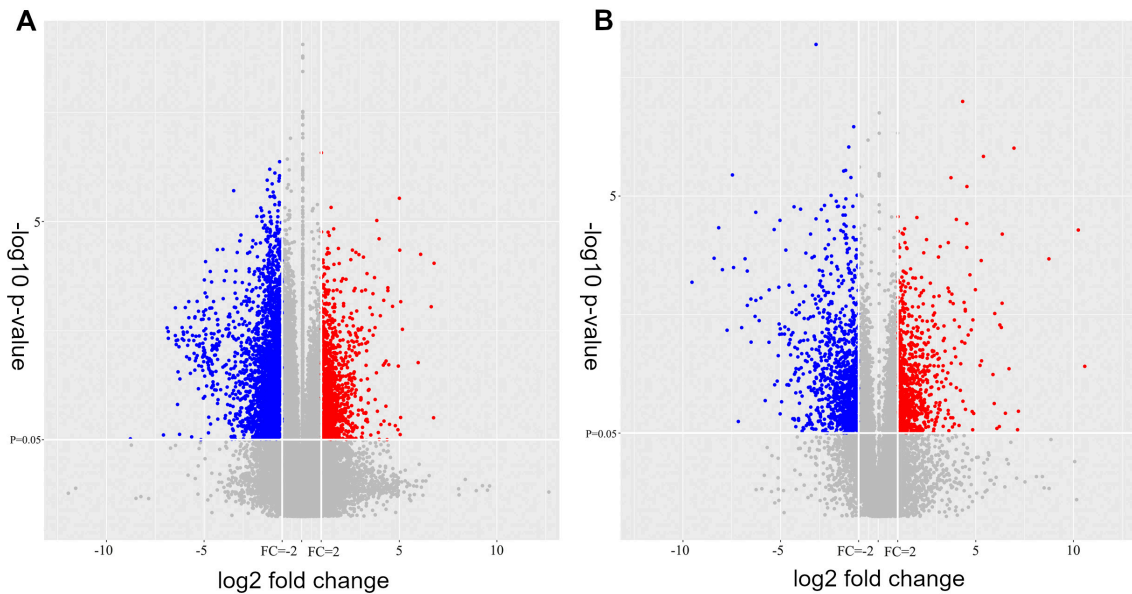 A
B
-log10 p-value
5
P=0.05
-10
-5
FC=-2
FC=2
5
10
log2 fold change
-log10 p-value
5
P=0.05
-10
-5
FC=-2
FC=2
5
10
log2 fold change